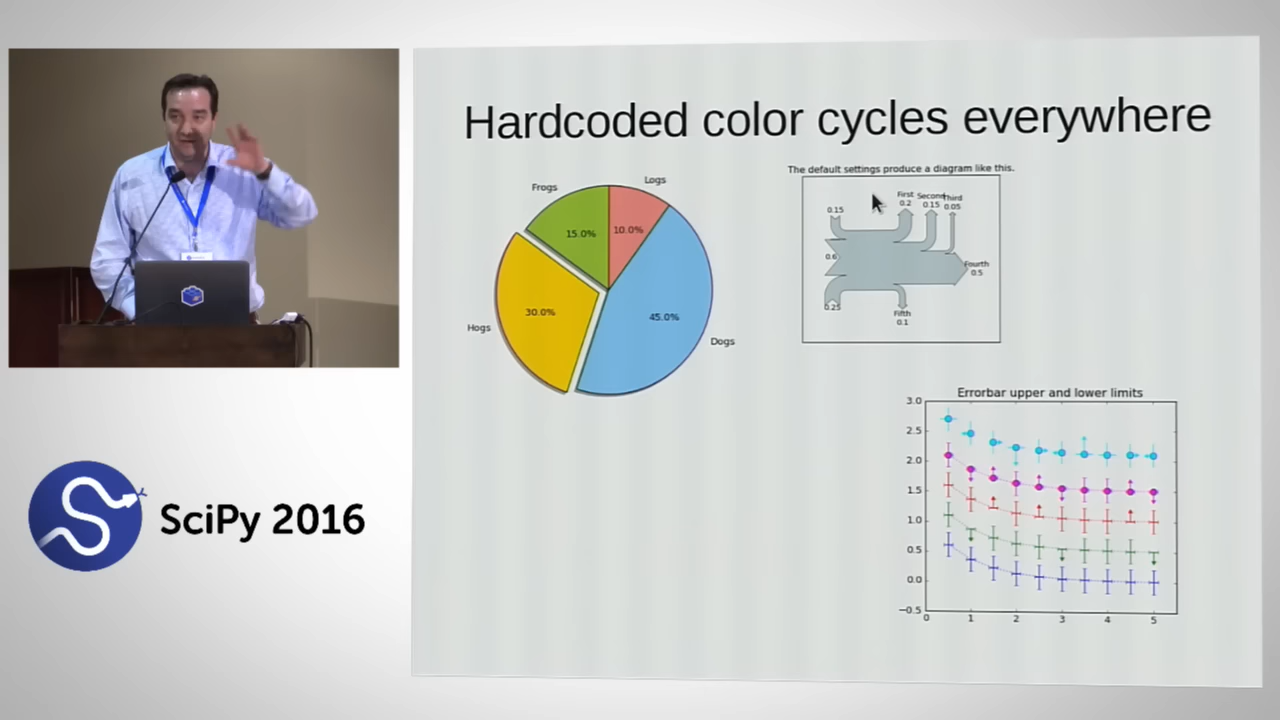 Hardcoded color cycles everywhere
Frogs
Logs
15.0%
10.0%
30.0%
45.0%
Hogs
Dogs
The default settings produce a diagram like this.
0.15
First
0.2
Second
0.15
Third
0.05
0.6
Fourth
0.5
0.25
Fifth
0.1
Errorbar upper and lower limits
3.0
2.5
2.0
1.5
1.0
0.5
0.0
−0.5
0
1
2
3
4
5
SciPy 2016